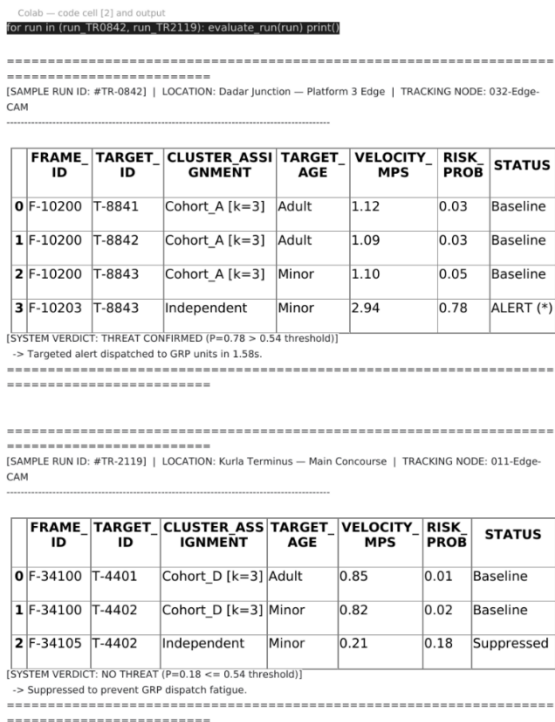 Colab — code cell [2] and output
for run in (run_TR0842, run_TR2119): evaluate_run(run) print()
================================================================================
[SAMPLE RUN ID: #TR-0842] | LOCATION: Dadar Junction — Platform 3 Edge | TRACKING NODE: 032-Edge-
CAM
--------------------------------------------------------------------------------
FRAME_ID TARGET_ID CLUSTER_ASSIGNMENT TARGET_AGE VELOCITY_MPS RISK_PROB STATUS
0 F-10200 T-8841 Cohort_A [k=3] Adult 1.12 0.03 Baseline
1 F-10200 T-8842 Cohort_A [k=3] Adult 1.09 0.03 Baseline
2 F-10200 T-8843 Cohort_A [k=3] Minor 1.10 0.05 Baseline
3 F-10203 T-8843 Independent Minor 2.94 0.78 ALERT (*)
[SYSTEM VERDICT: THREAT CONFIRMED (P=0.78 > 0.54 threshold)]
-> Targeted alert dispatched to GRP units in 1.58s.
================================================================================
================================================================================
[SAMPLE RUN ID: #TR-2119] | LOCATION: Kurla Terminus — Main Concourse | TRACKING NODE: 011-Edge-
CAM
--------------------------------------------------------------------------------
FRAME_ID TARGET_ID CLUSTER_ASSIGNMENT TARGET_AGE VELOCITY_MPS RISK_PROB STATUS
0 F-34100 T-4401 Cohort_D [k=3] Adult 0.85 0.01 Baseline
1 F-34100 T-4402 Cohort_D [k=3] Minor 0.82 0.02 Baseline
2 F-34105 T-4402 Independent Minor 0.21 0.18 Suppressed
[SYSTEM VERDICT: NO THREAT (P=0.18 <= 0.54 threshold)]
-> Suppressed to prevent GRP dispatch fatigue.
================================================================================